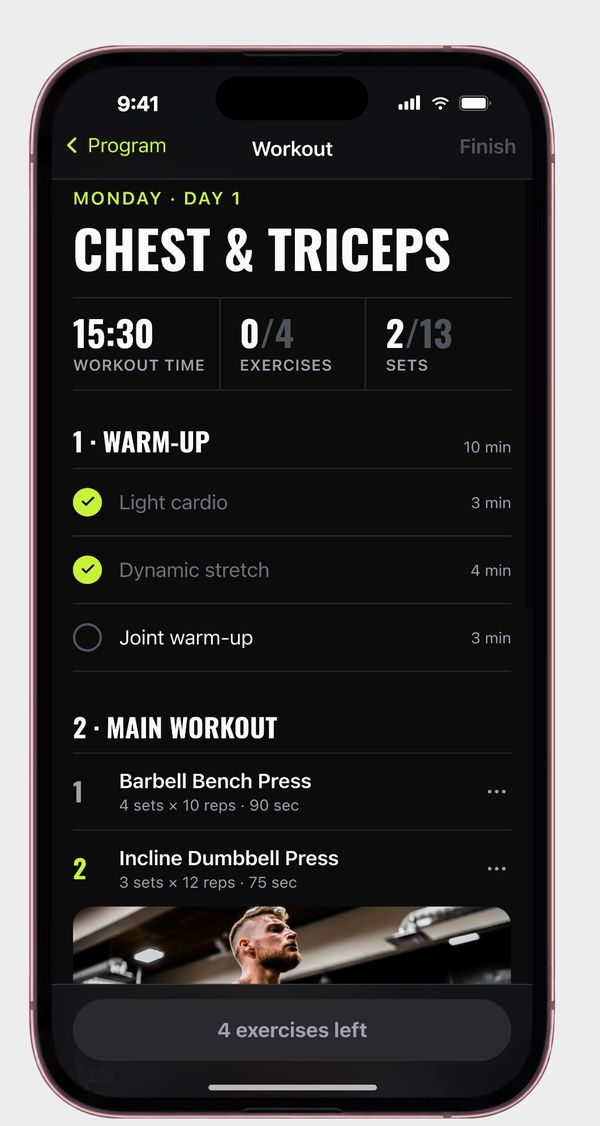 9:41
Program
Workout
Finish
MONDAY · DAY 1
CHEST & TRICEPS
15:30
WORKOUT TIME
0/4
EXERCISES
2/13
SETS
1 · WARM-UP
10 min
Light cardio
3 min
Dynamic stretch
4 min
Joint warm-up
3 min
2 · MAIN WORKOUT
1
Barbell Bench Press
4 sets × 10 reps · 90 sec
2
Incline Dumbbell Press
3 sets × 12 reps · 75 sec
4 exercises left